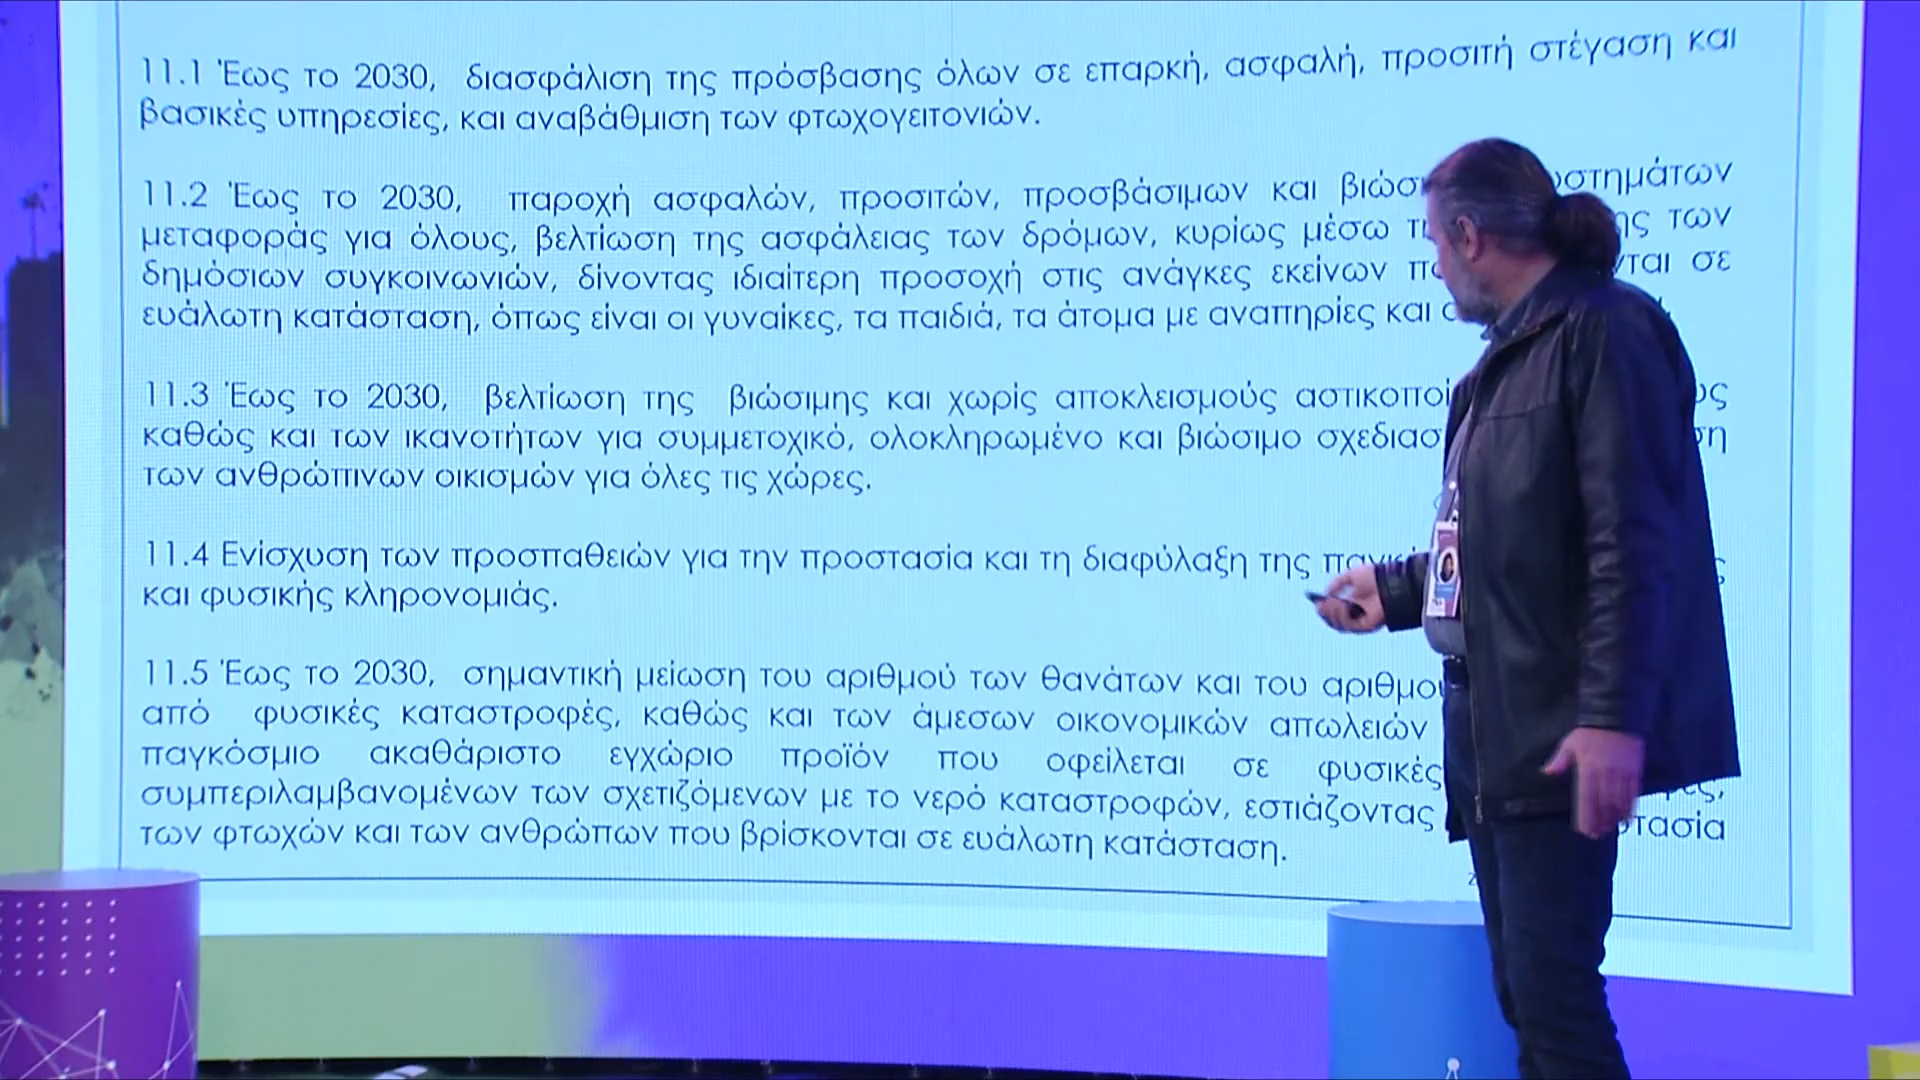 11.1 Έως το 2030, διασφάλιση της πρόσβασης όλων σε επαρκή, ασφαλή, προσιτή στέγαση και
βασικές υπηρεσίες, και αναβάθμιση των φτωχογειτονιών.
11.2 Έως το 2030, παροχή ασφαλών, προσιτών, προσβάσιμων και
μεταφοράς για όλους, βελτίωση της ασφάλειας των δρόμων, κυρίως μέσω των
δημόσιων συγκοινωνιών, δίνοντας ιδιαίτερη προσοχή στις ανάγκες εκείνων σε
ευάλωτη κατάσταση, όπως είναι οι γυναίκες, τα παιδιά, τα άτομα με αναπηρίες και
11.3 Έως το 2030, βελτίωση της βιώσιμης και χωρίς αποκλεισμούς
καθώς και των ικανοτήτων για συμμετοχικό, ολοκληρωμένο και βιώσιμο
των ανθρώπινων οικισμών για όλες τις χώρες.
11.4 Ενίσχυση των προσπαθειών για την προστασία και τη διαφύλαξη της
και φυσικής κληρονομιάς.
11.5 Έως το 2030, σημαντική μείωση του αριθμού των θανάτων και του
από φυσικές καταστροφές, καθώς και των άμεσων οικονομικών απωλειών
παγκόσμιο ακαθάριστο εγχώριο προϊόν που οφείλεται σε φυσικές
συμπεριλαμβανομένων των σχετιζόμενων με το νερό καταστροφών, εστιάζοντας
των φτωχών και των ανθρώπων που βρίσκονται σε ευάλωτη κατάσταση.